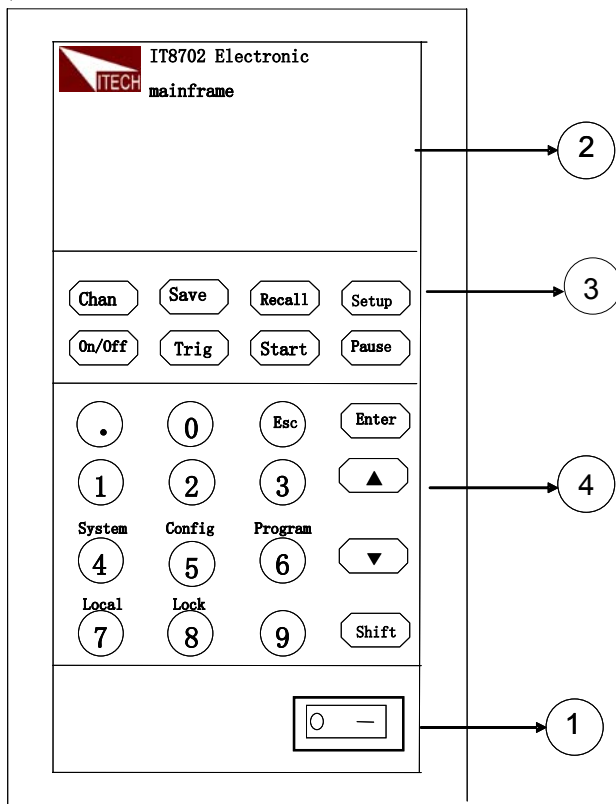 IT8702 Electronic
ITECH mainframe
2
Chan Save Recall Setup 3
On/Off Trig Start Pause
. 0 Esc Enter
1 2 3 ▲ 4
System Config Program
4 5 6 ▼
Local Lock
7 8 9 Shift
O — 1